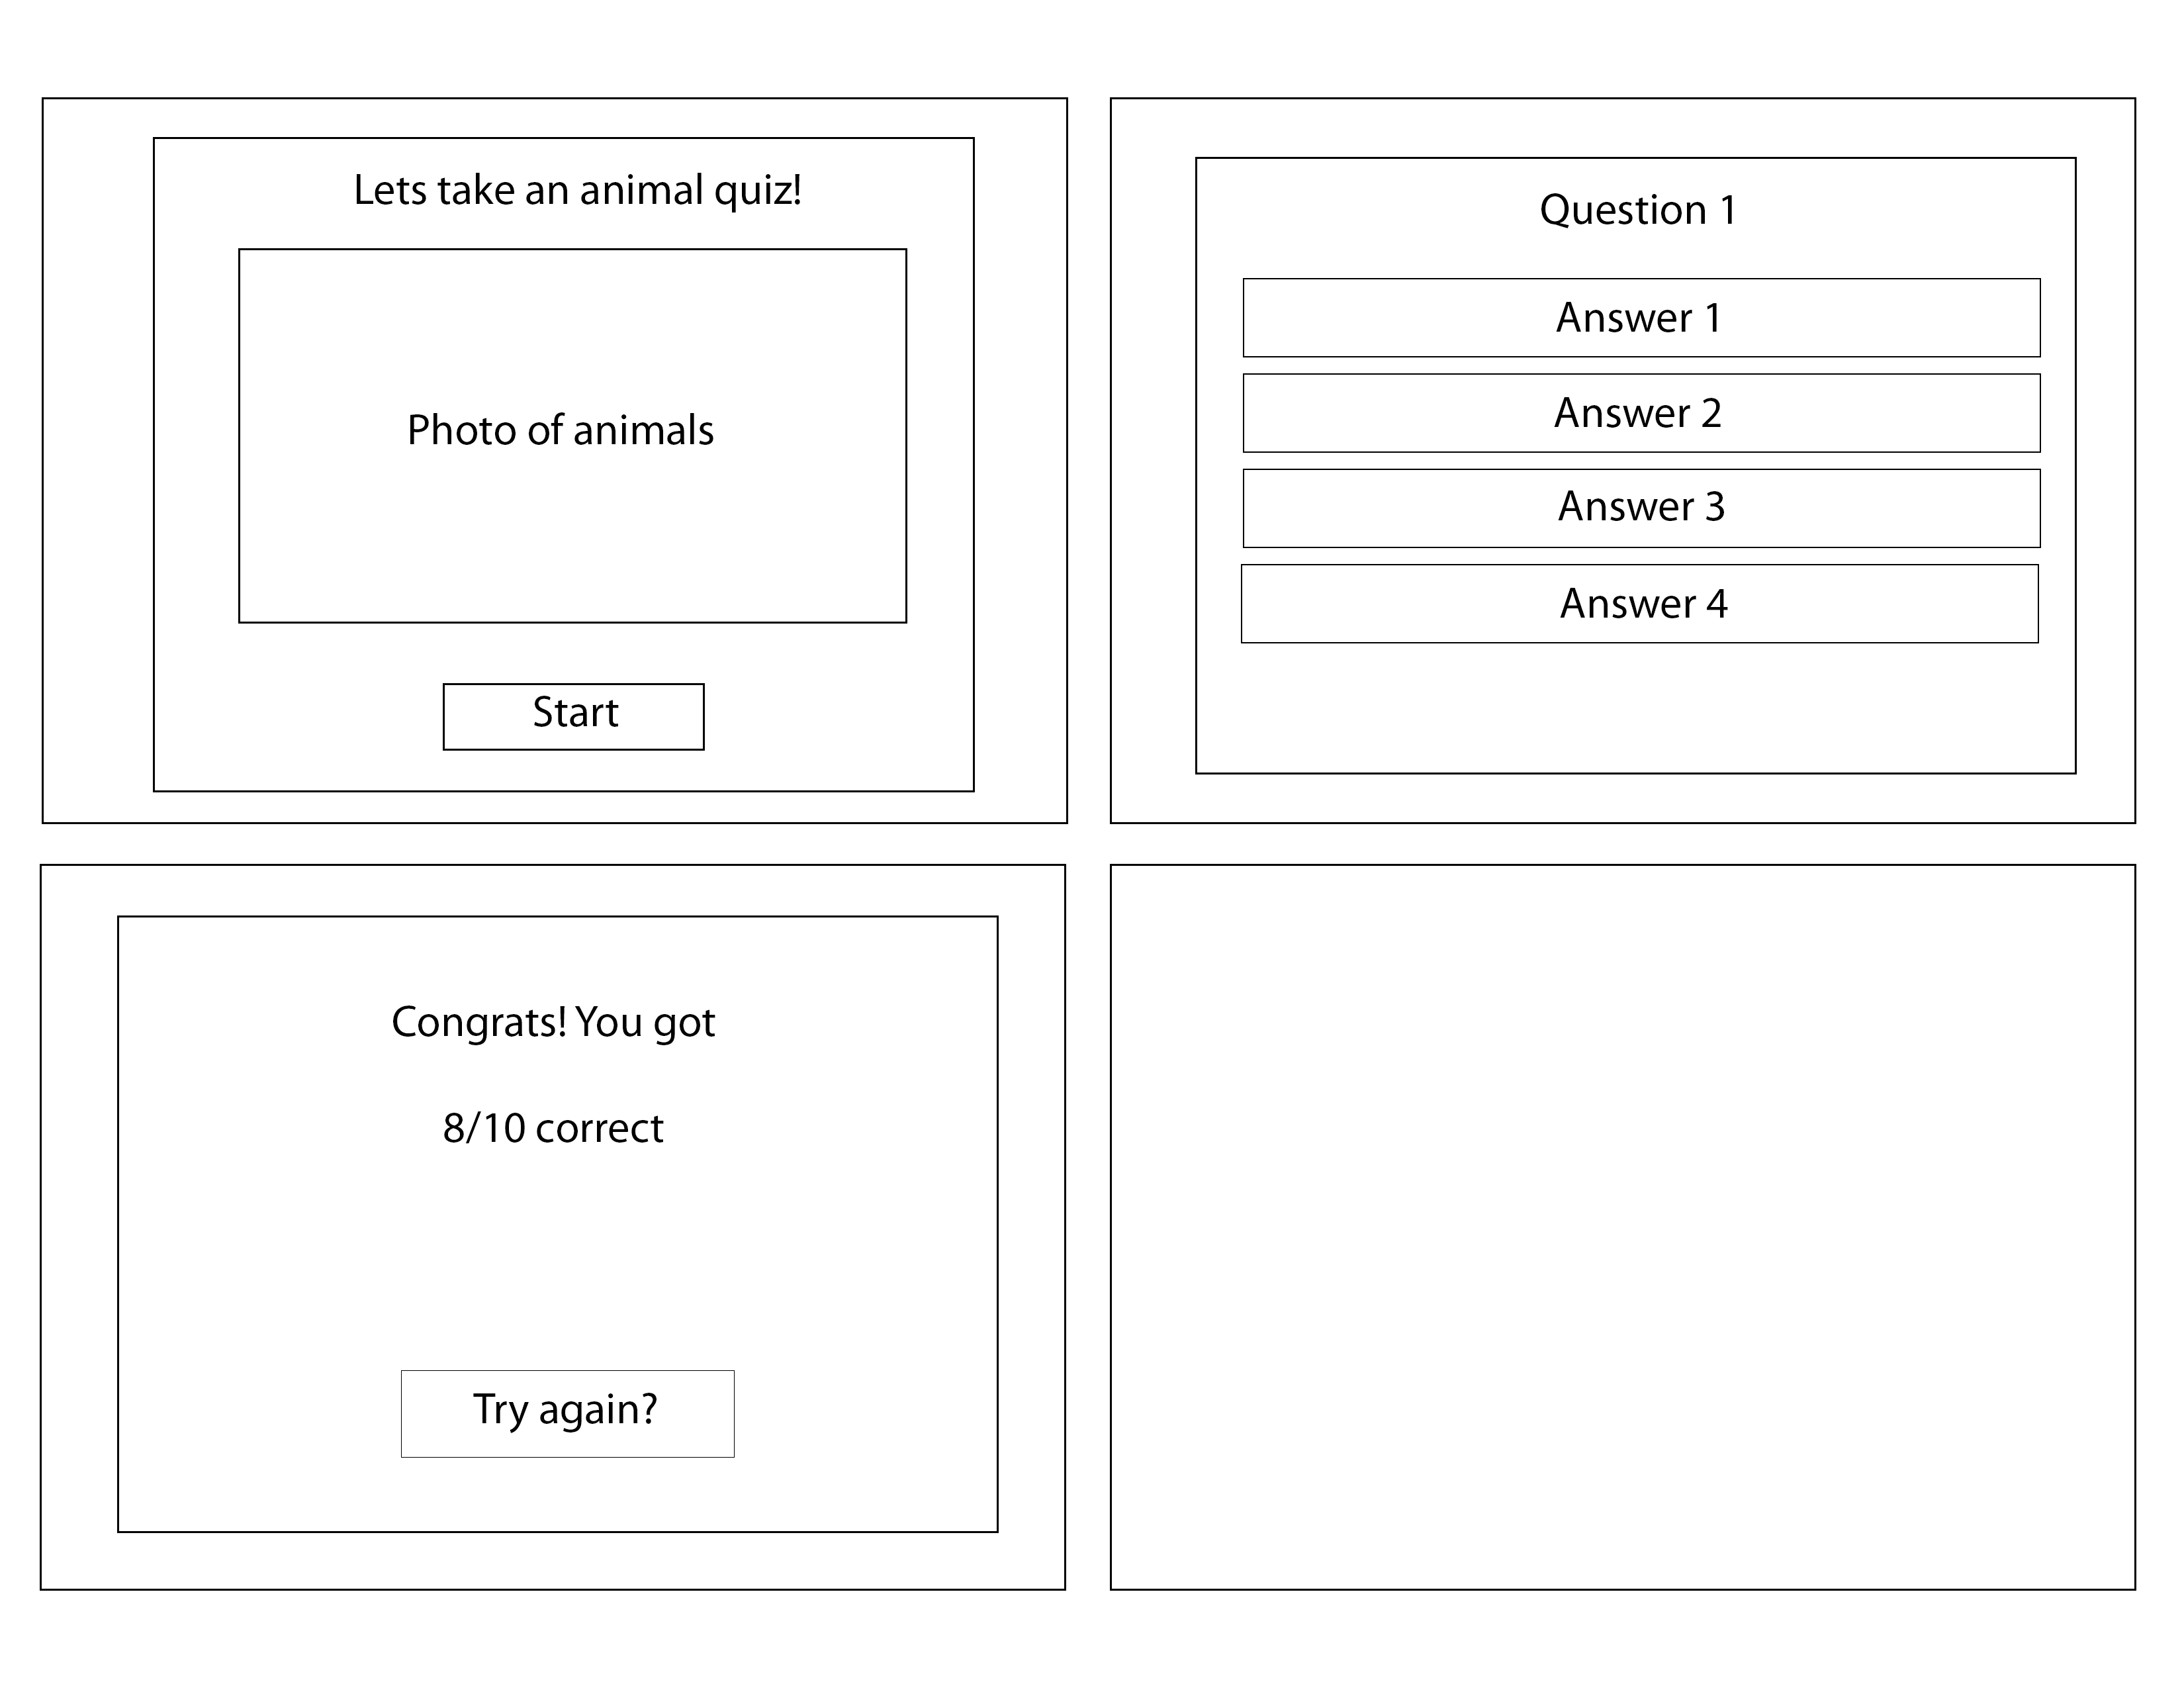 Lets take an animal quiz!
Photo of animals
Start
Question 1
Answer 1
Answer 2
Answer 3
Answer 4
Congrats! You got
8/10 correct
Try again?